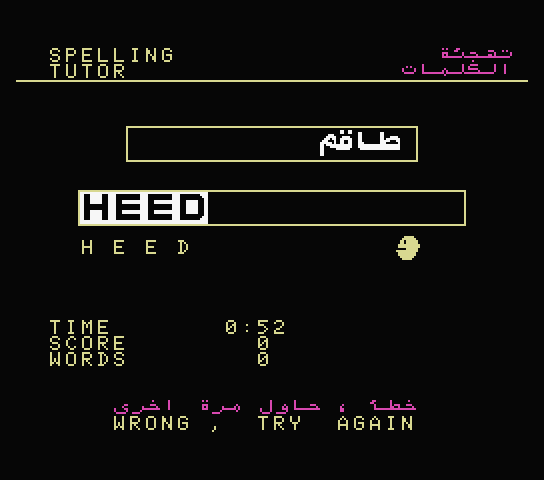 SPELLING
تهجئة
TUTOR
الكلمات
طاقم
HEED
H E E D
TIME 0:52
SCORE 0
WORDS 0
خطأ ، حاول مرة اخرى
WRONG , TRY AGAIN